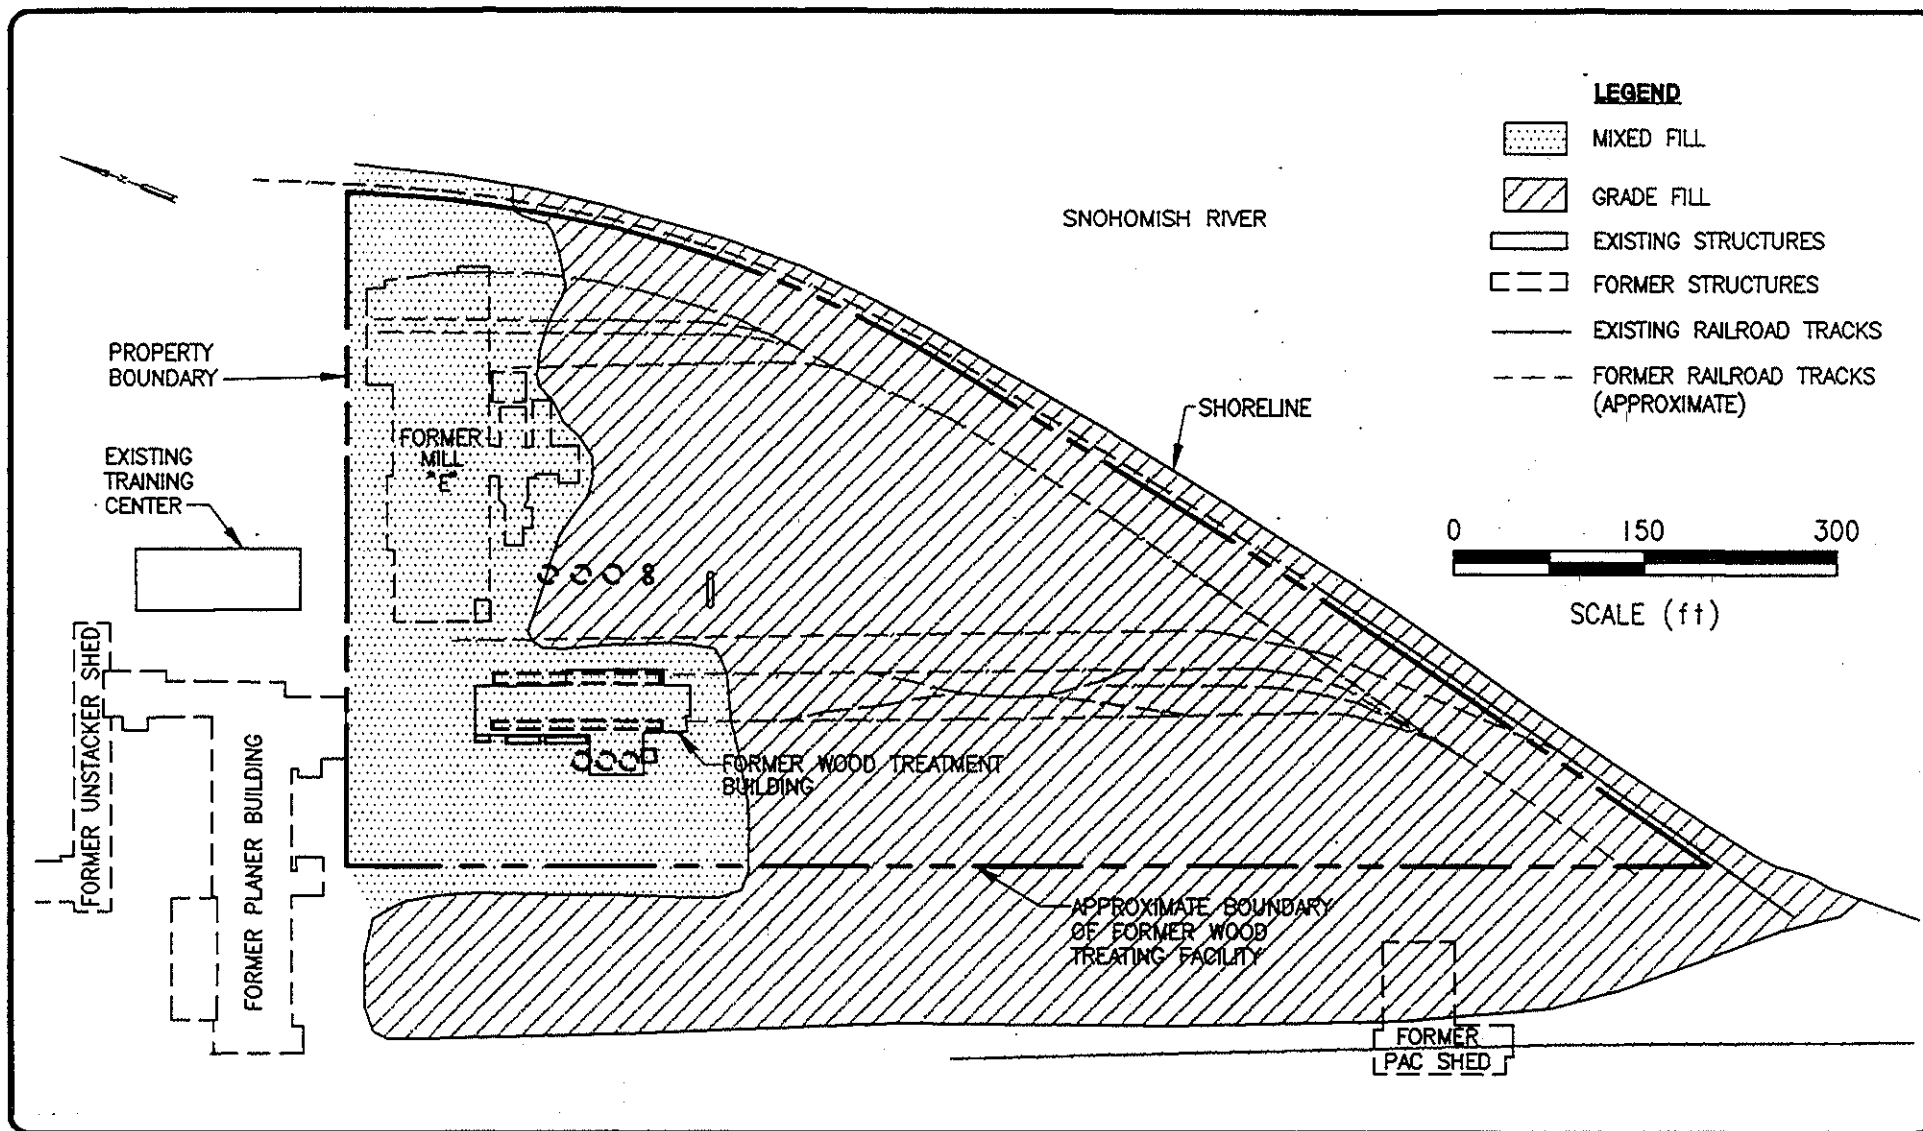 LEGEND
MIXED FILL
GRADE FILL
EXISTING STRUCTURES
FORMER STRUCTURES
EXISTING RAILROAD TRACKS
FORMER RAILROAD TRACKS
(APPROXIMATE)
SNOHOMISH RIVER
PROPERTY
BOUNDARY
SHORELINE
FORMER
MILL
"E"
EXISTING
TRAINING
CENTER
0 150 300
SCALE (ft)
FORMER UNSTACKER SHED
FORMER PLANER BUILDING
FORMER WOOD TREATMENT
BUILDING
APPROXIMATE BOUNDARY
OF FORMER WOOD
TREATING FACILITY
FORMER
PAC SHED